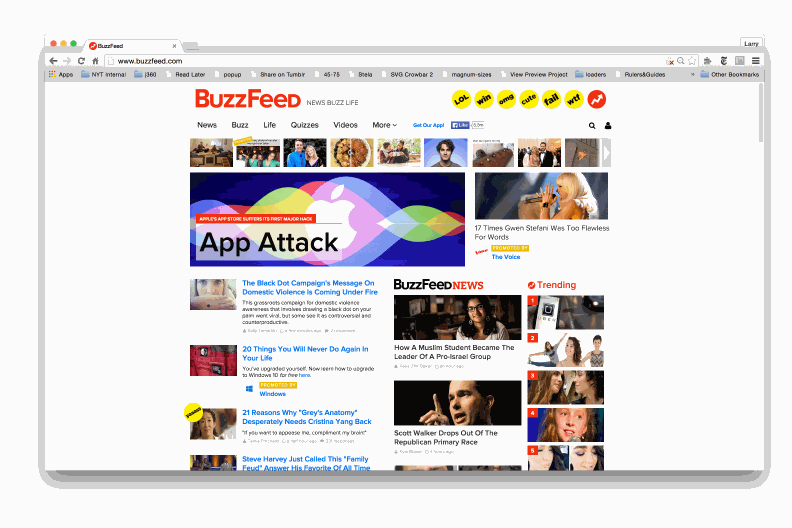 Larry
BuzzFeed
www.buzzfeed.com
Apps NYT internal j360 Read Later popup Share on Tumblr 45-75 Stela SVG Crowbar 2 magnum-sizes View Preview Project loaders Rulers&Guides » Other Bookmarks
BuzzFeed NEWS BUZZ LIFE
LOL win omg cute fail wtf
News Buzz Life Quizzes Videos More Get Our App! Like
APPLE'S APP STORE SUFFERS ITS FIRST MAJOR HACK
App Attack
17 Times Gwen Stefani Was Too Flawless
For Words
PROMOTED BY
The Voice
The Black Dot Campaign's Message On
Domestic Violence Is Coming Under Fire
This grassroots campaign for domestic violence
awareness that involves drawing a black dot on your
palm went viral, but some see it as controversial and
counterproductive.
20 Things You Will Never Do Again In
Your Life
You've upgraded yourself. Now learn how to upgrade
to Windows 10 for free here.
PROMOTED BY
Windows
21 Reasons Why "Grey's Anatomy"
Desperately Needs Cristina Yang Back
"If you want to appease me, compliment my brain!"
Steve Harvey Just Called This "Family
Feud" Answer His Favorite Of All Time
BuzzFeedNEWS
How A Muslim Student Became The
Leader Of A Pro-Israel Group
Scott Walker Drops Out Of The
Republican Primary Race
Trending
1
2
3
4
5